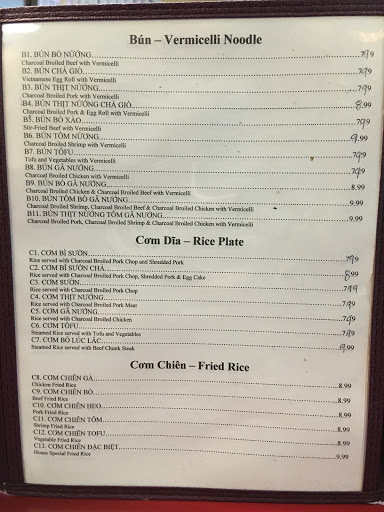 Bún – Vermicelli Noodle
B1. BÚN BÒ NƯỚNG 7.99
Charcoal Broiled Beef with Vermicelli
B2. BÚN CHẢ GIÒ 7.99
Vietnamese Egg Roll with Vermicelli
B3. BÚN THỊT NƯỚNG 7.99
Charcoal Broiled Pork with Vermicelli
B4. BÚN THỊT NƯỚNG CHẢ GIÒ 8.99
Charcoal Broiled Pork & Egg Roll with Vermicelli
B5. BÚN BÒ XÀO 7.99
Stir-Fried Beef with Vermicelli
B6. BÚN TÔM NƯỚNG 9.99
Charcoal Broiled Shrimp with Vermicelli
B7. BÚN TÔFU 7.99
Tofu and Vegetables with Vermicelli
B8. BÚN GÀ NƯỚNG 7.99
Charcoal Broiled Chicken with Vermicelli
B9. BÚN BÒ GÀ NƯỚNG 8.99
Charcoal Broiled Chicken & Charcoal Broiled Beef with Vermicelli
B10. BÚN TÔM BÒ GÀ NƯỚNG 9.99
Charcoal Broiled Shrimp, Charcoal Broiled Beef & Charcoal Broiled Chicken with Vermicelli
B11. BÚN THỊT NƯỚNG TÔM GÀ NƯỚNG 9.99
Charcoal Broiled Pork, Charcoal Broiled Shrimp & Charcoal Broiled Chicken with Vermicelli
Cơm Dĩa – Rice Plate
C1. CƠM BÌ SƯỜN 7.99
Rice served with Charcoal Broiled Pork Chop and Shredded Pork
C2. CƠM BÌ SƯỜN CHẢ 8.99
Rice served with Charcoal Broiled Pork Chop, Shredded Pork & Egg Cake
C3. CƠM SƯỜN 7.99
Rice served with Charcoal Broiled Pork Chop
C4. CƠM THỊT NƯỚNG 7.99
Rice served with Charcoal Broiled Pork Meat
C5. CƠM GÀ NƯỚNG 7.99
Rice served with Charcoal Broiled Chicken
C6. CƠM TÔFU 7.99
Steamed Rice served with Tofu and Vegetables
C7. CƠM BÒ LÚC LẮC 9.99
Steamed Rice served with Beef Chunk Steak
Cơm Chiên – Fried Rice
C8. CƠM CHIÊN GÀ 8.99
Chicken Fried Rice
C9. CƠM CHIÊN BÒ 8.99
Beef Fried Rice
C10. CƠM CHIÊN HEO 8.99
Pork Fried Rice
C11. CƠM CHIÊN TÔM 8.99
Shrimp Fried Rice
C12. CƠM CHIÊN TOFU 8.99
Vegetable Fried Rice
C13. CƠM CHIÊN ĐẶC BIỆT 9.99
House Special Fried Rice